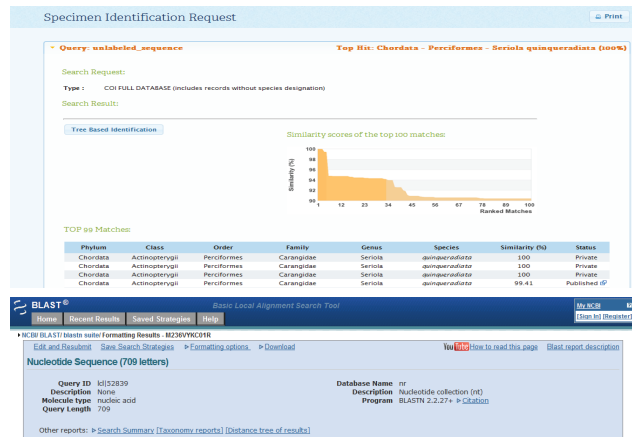 Specimen Identification Request
Print
Query: unlabeled_sequence Top Hit: Chordata - Perciformes - Seriola quinqueradiata (100%)
Search Request:
Type : COI FULL DATABASE (includes records without species designation)
Search Result:
Tree Based Identification
Similarity scores of the top 100 matches:
Similarity (%)
100
98
96
94
92
90
1 12 23 34 45 56 67 78 89 100
Ranked Matches
TOP 99 Matches:
Phylum Class Order Family Genus Species Similarity (%) Status
Chordata Actinopterygii Perciformes Carangidae Seriola quinqueradiata 100 Private
Chordata Actinopterygii Perciformes Carangidae Seriola quinqueradiata 100 Private
Chordata Actinopterygii Perciformes Carangidae Seriola quinqueradiata 100 Private
Chordata Actinopterygii Perciformes Carangidae Seriola quinqueradiata 99.41 Published
BLAST® Basic Local Alignment Search Tool My NCBI
Home Recent Results Saved Strategies Help [Sign In] [Register]
NCBI/ BLAST/ blastn suite/ Formatting Results - M236VYKC01R
Edit and Resubmit Save Search Strategies Formatting options Download YouTube How to read this page Blast report description
Nucleotide Sequence (709 letters)
Query ID lcl|52839 Database Name nr
Description None Description Nucleotide collection (nt)
Molecule type nucleic acid Program BLASTN 2.2.27+ Citation
Query Length 709
Other reports: Search Summary [Taxonomy reports] [Distance tree of results]